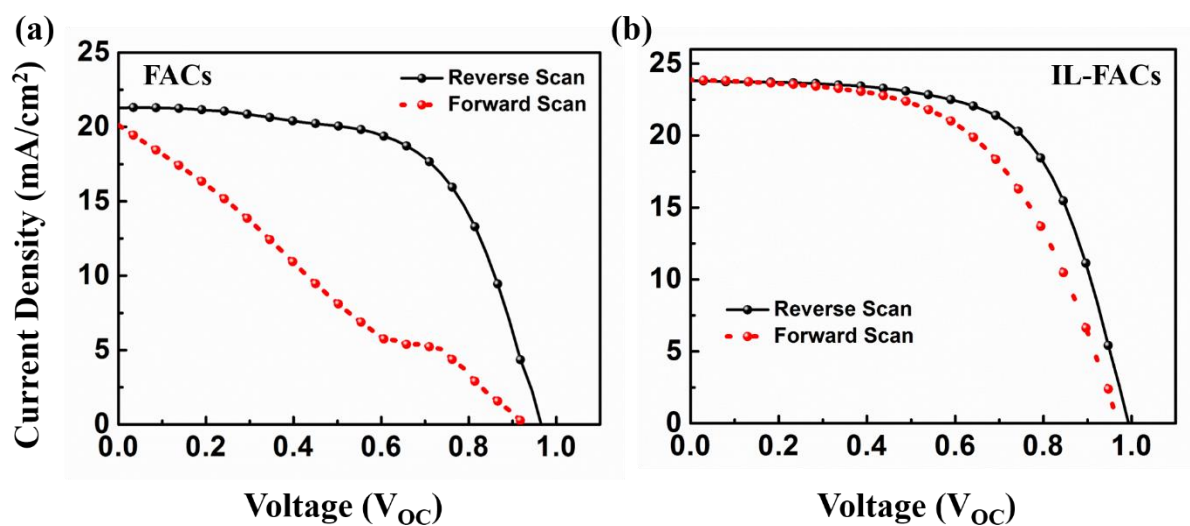 (a)
25
20
15
10
5
0
FACs
Reverse Scan
Forward Scan
0.0 0.2 0.4 0.6 0.8 1.0
Voltage (VOC)
Current Density (mA/cm²)
(b)
25
20
15
10
5
0
IL-FACs
Reverse Scan
Forward Scan
0.0 0.2 0.4 0.6 0.8 1.0
Voltage (VOC)